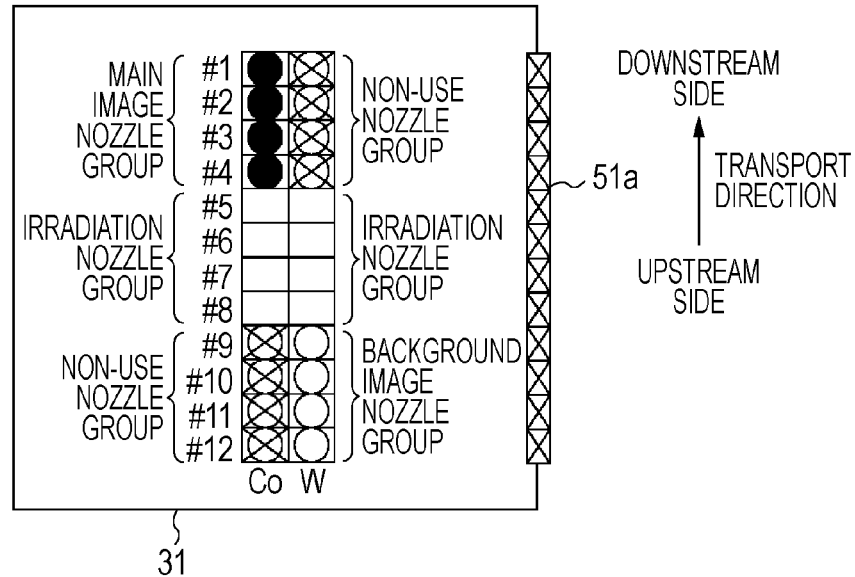 MAIN
IMAGE
NOZZLE
GROUP
#1
#2
#3
#4
NON-USE
NOZZLE
GROUP
IRRADIATION
NOZZLE
GROUP
#5
#6
#7
#8
IRRADIATION
NOZZLE
GROUP
NON-USE
NOZZLE
GROUP
#9
#10
#11
#12
BACKGROUND
IMAGE
NOZZLE
GROUP
Co W
31
51a
DOWNSTREAM
SIDE
TRANSPORT
DIRECTION
UPSTREAM
SIDE